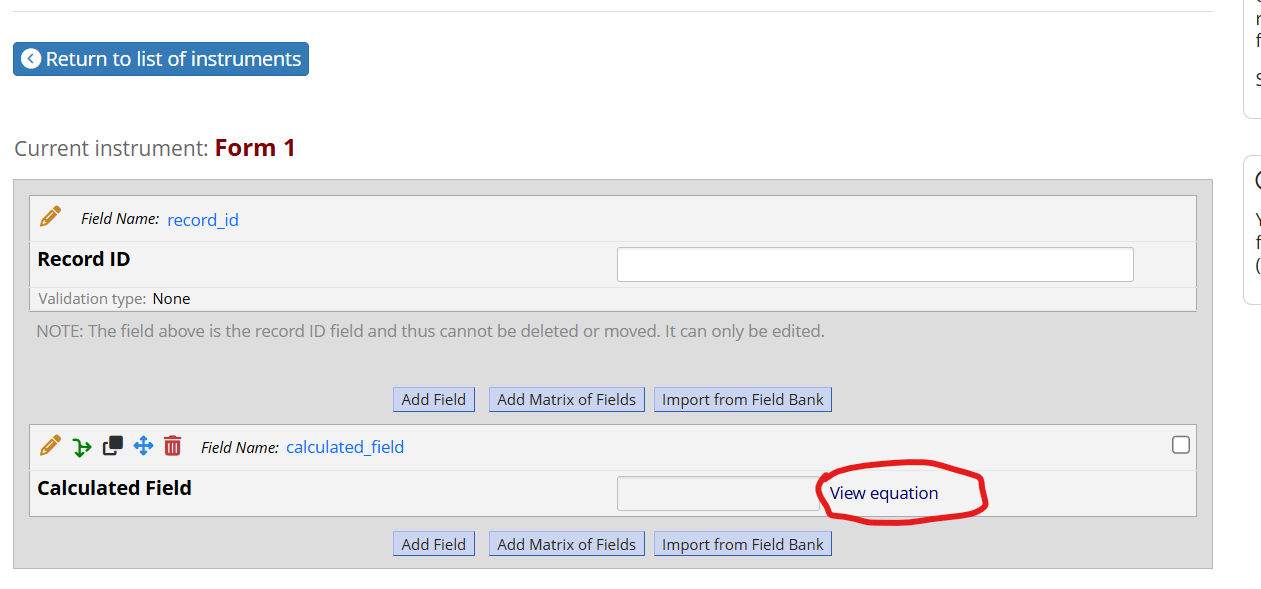 Return to list of instruments
Current instrument: Form 1
Field Name: record_id
Record ID
Validation type: None
NOTE: The field above is the record ID field and thus cannot be deleted or moved. It can only be edited.
Add Field Add Matrix of Fields Import from Field Bank
Field Name: calculated_field
Calculated Field View equation
Add Field Add Matrix of Fields Import from Field Bank